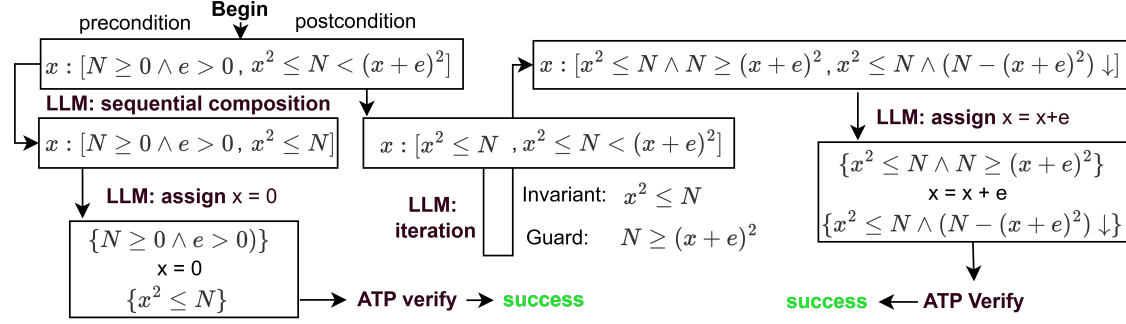 Begin
precondition
postcondition
x : [N ≥ 0 ∧ e > 0 , x² ≤ N < (x + e)²]
LLM: sequential composition
x : [N ≥ 0 ∧ e > 0 , x² ≤ N]
LLM: assign x = 0
{N ≥ 0 ∧ e > 0)}
x = 0
{x² ≤ N}
ATP verify
success
x : [x² ≤ N , x² ≤ N < (x + e)²]
LLM:
iteration
Invariant: x² ≤ N
Guard: N ≥ (x + e)²
x : [x² ≤ N ∧ N ≥ (x + e)² , x² ≤ N ∧ (N − (x + e)²) ↓]
LLM: assign x = x+e
{x² ≤ N ∧ N ≥ (x + e)²}
x = x + e
{x² ≤ N ∧ (N − (x + e)²) ↓}
ATP Verify
success